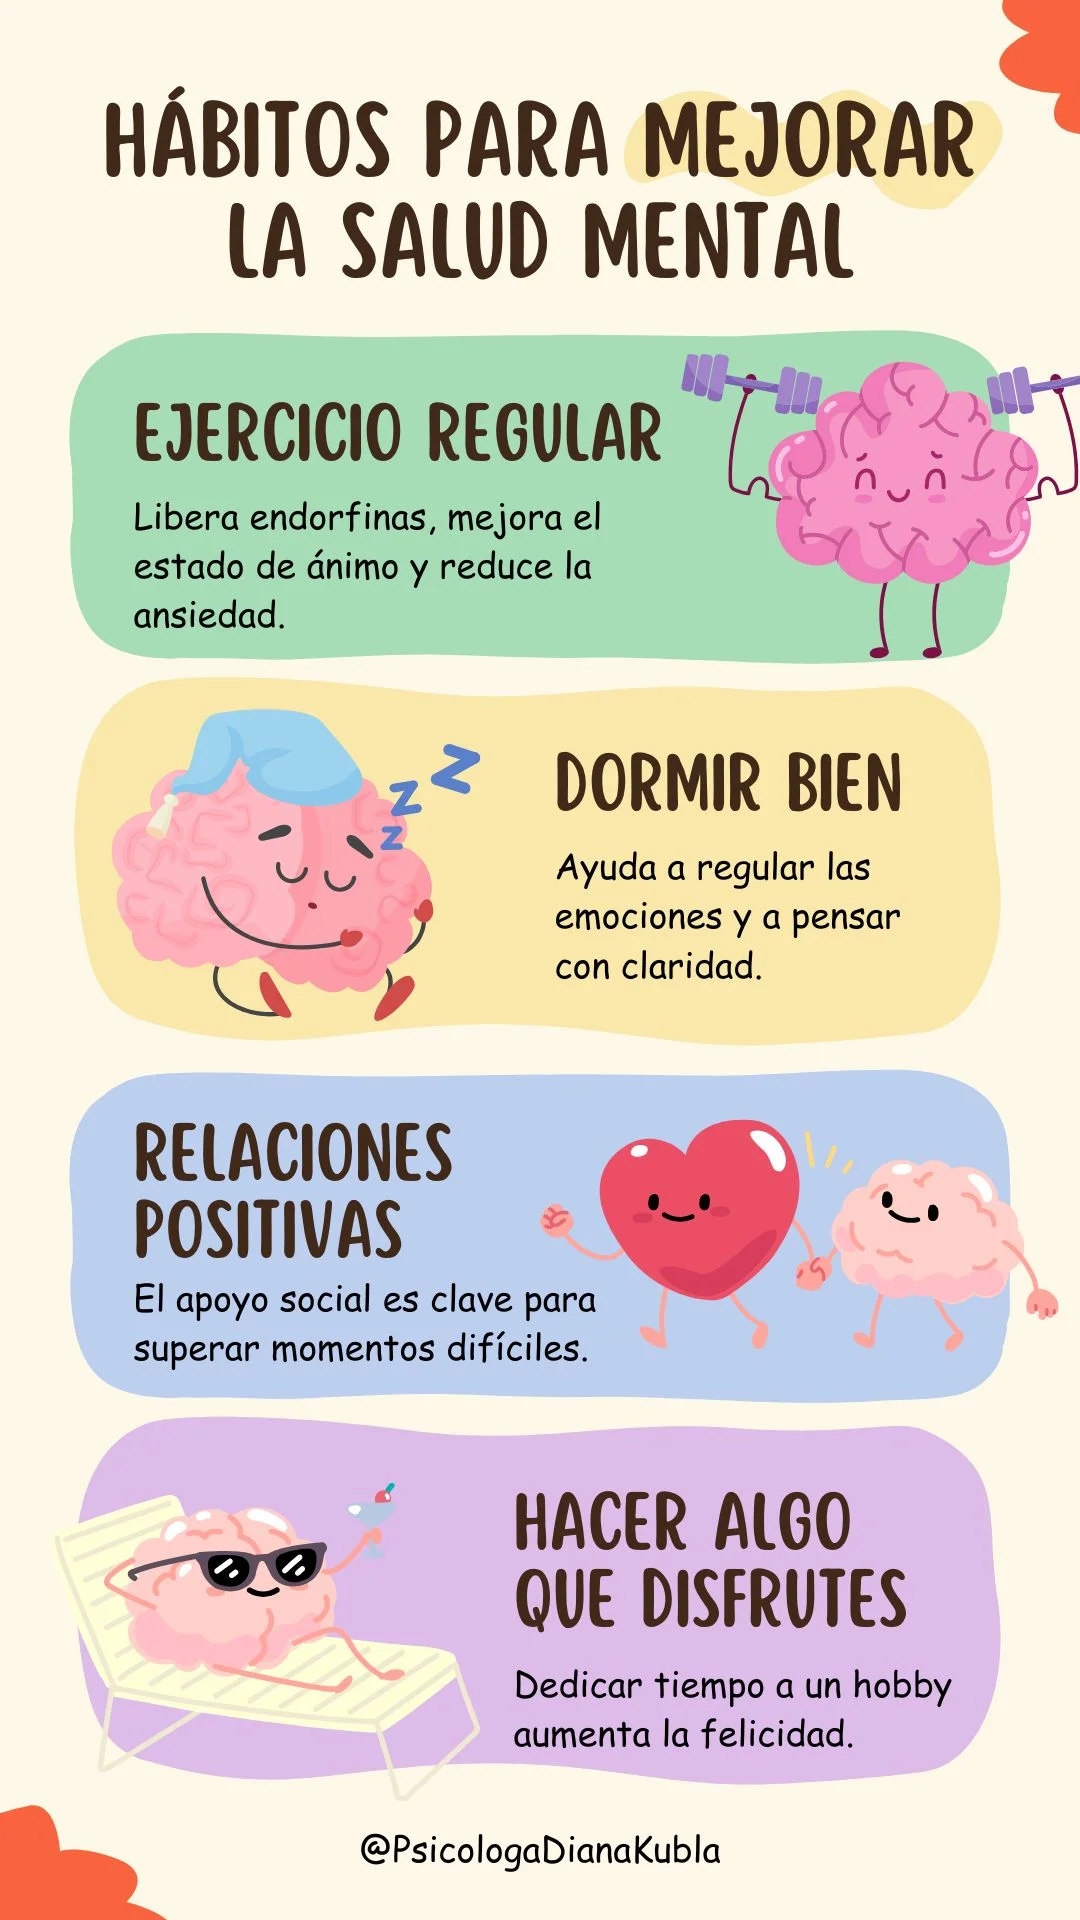 HÁBITOS PARA MEJORAR
LA SALUD MENTAL
EJERCICIO REGULAR
Libera endorfinas, mejora el
estado de ánimo y reduce la
ansiedad.
Z
Z
Z
DORMIR BIEN
Ayuda a regular las
emociones y a pensar
con claridad.
RELACIONES
POSITIVAS
El apoyo social es clave para
superar momentos difíciles.
HACER ALGO
QUE DISFRUTES
Dedicar tiempo a un hobby
aumenta la felicidad.
@PsicologaDianaKubla